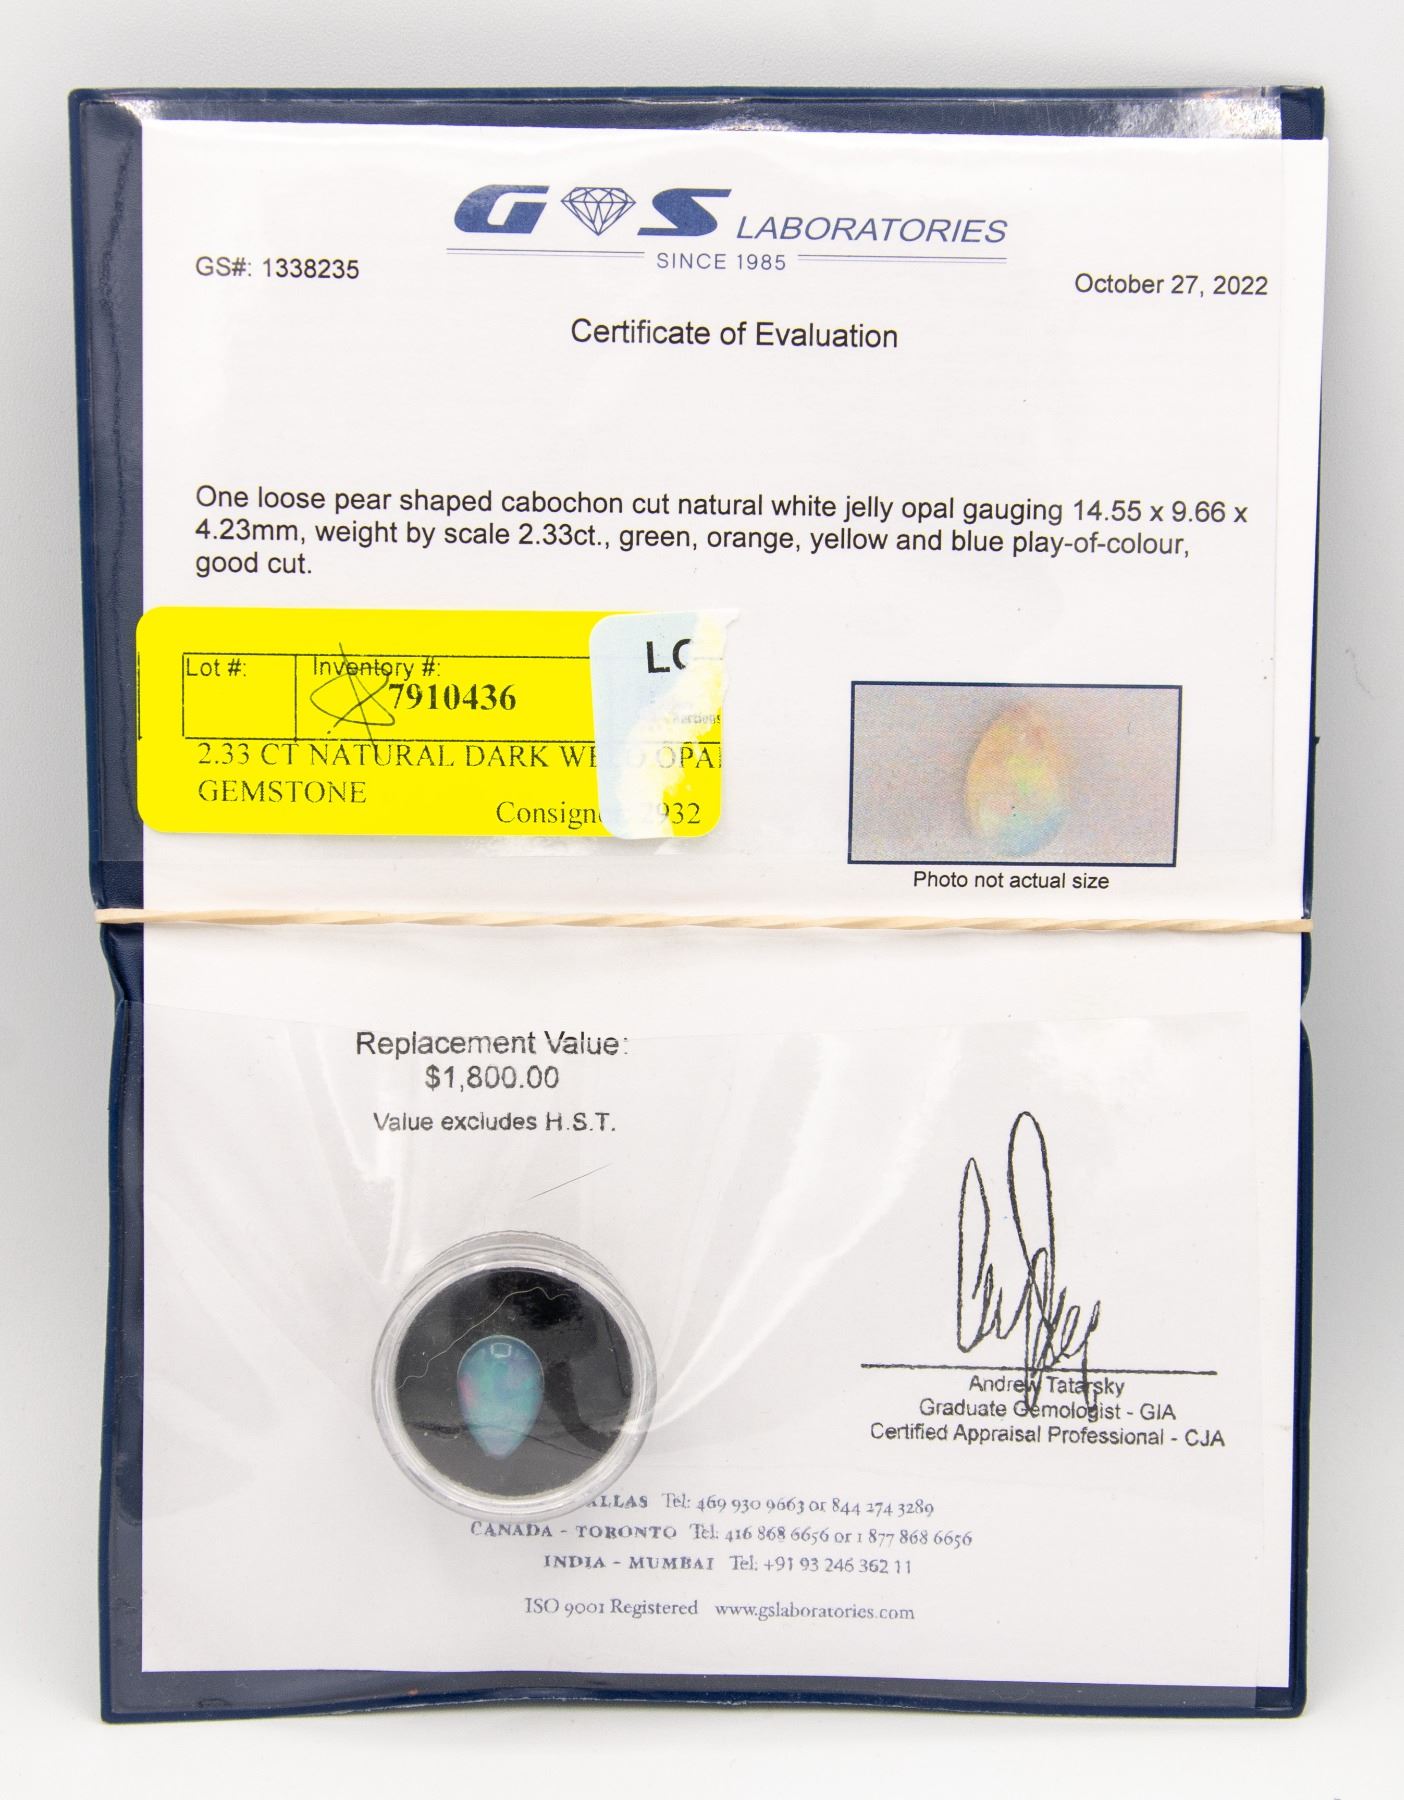 GS LABORATORIES
SINCE 1985
GS#: 1338235
October 27, 2022
Certificate of Evaluation
One loose pear shaped cabochon cut natural white jelly opal gauging 14.55 x 9.66 x
4.23mm, weight by scale 2.33ct., green, orange, yellow and blue play-of-colour,
good cut.
Lot #:
Inventory #:
7910436
2.33 CT NATURAL DARK
GEMSTONE
2932
Photo not actual size
Replacement Value:
$1,800.00
Value excludes H.S.T.
Andrew Tatarsky
Graduate Gemologist - GIA
Certified Appraisal Professional - CJA
Tel: 469 930 9663 or 844 274 3289
CANADA - TORONTO Tel: 416 868 6656 or 1 877 868 6656
INDIA - MUMBAI Tel: +91 93 246 362 11
ISO 9001 Registered www.gslaboratories.com